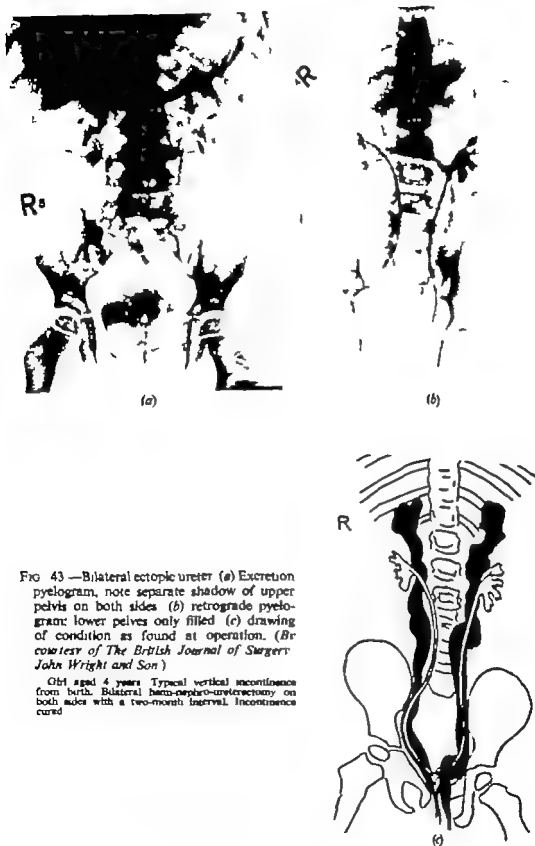 R
R
(a)
(b)
R
FIG 43 —Bilateral ectopic ureter (a) Excretion
pyelogram, note separate shadow of upper
pelvis on both sides (b) retrograde pyelo-
gram: lower pelves only filled (c) drawing
of condition as found at operation. (By
courtesy of The British Journal of Surgery
John Wright and Son)
Girl aged 4 years Typical vertical incontinence
from birth. Bilateral hemi-nephro-ureterectomy on
both sides with a two-month interval. Incontinence
cured
(c)